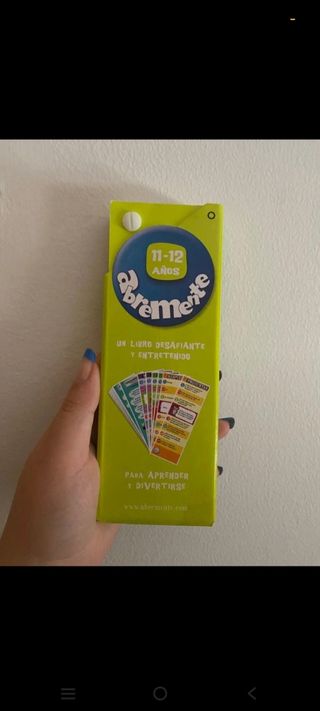 11-12
AÑOS
abremente
UN LIBRO DESAFIANTE
Y ENTRETENIDO
PARA APRENDER
Y DIVERTIRSE
www.abremente.com